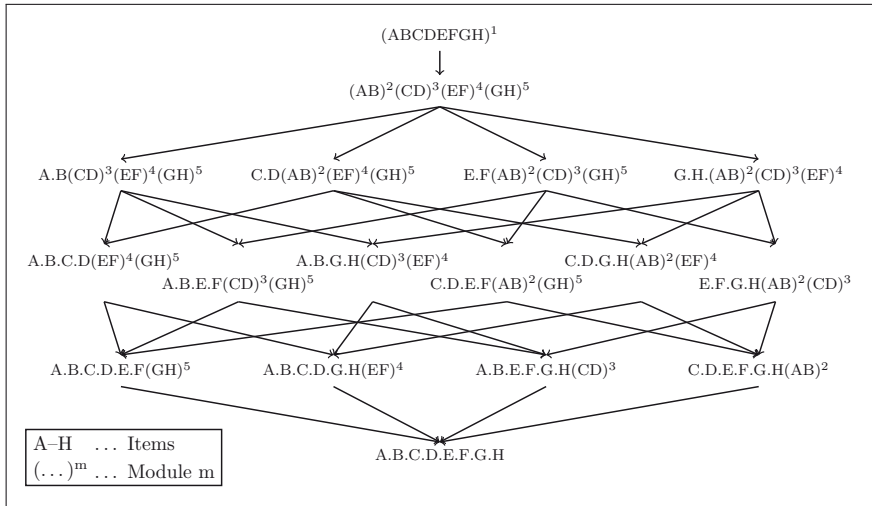 (ABCDEFGH)¹
(AB)²(CD)³(EF)⁴(GH)⁵
A.B(CD)³(EF)⁴(GH)⁵ C.D(AB)²(EF)⁴(GH)⁵ E.F(AB)²(CD)³(GH)⁵ G.H.(AB)²(CD)³(EF)⁴
A.B.C.D(EF)⁴(GH)⁵ A.B.G.H(CD)³(EF)⁴ C.D.G.H(AB)²(EF)⁴
A.B.E.F(CD)³(GH)⁵ C.D.E.F(AB)²(GH)⁵ E.F.G.H(AB)²(CD)³
A.B.C.D.E.F(GH)⁵ A.B.C.D.G.H(EF)⁴ A.B.E.F.G.H(CD)³ C.D.E.F.G.H(AB)²
A.B.C.D.E.F.G.H
A–H ... Items
(...)ᵐ ... Module m